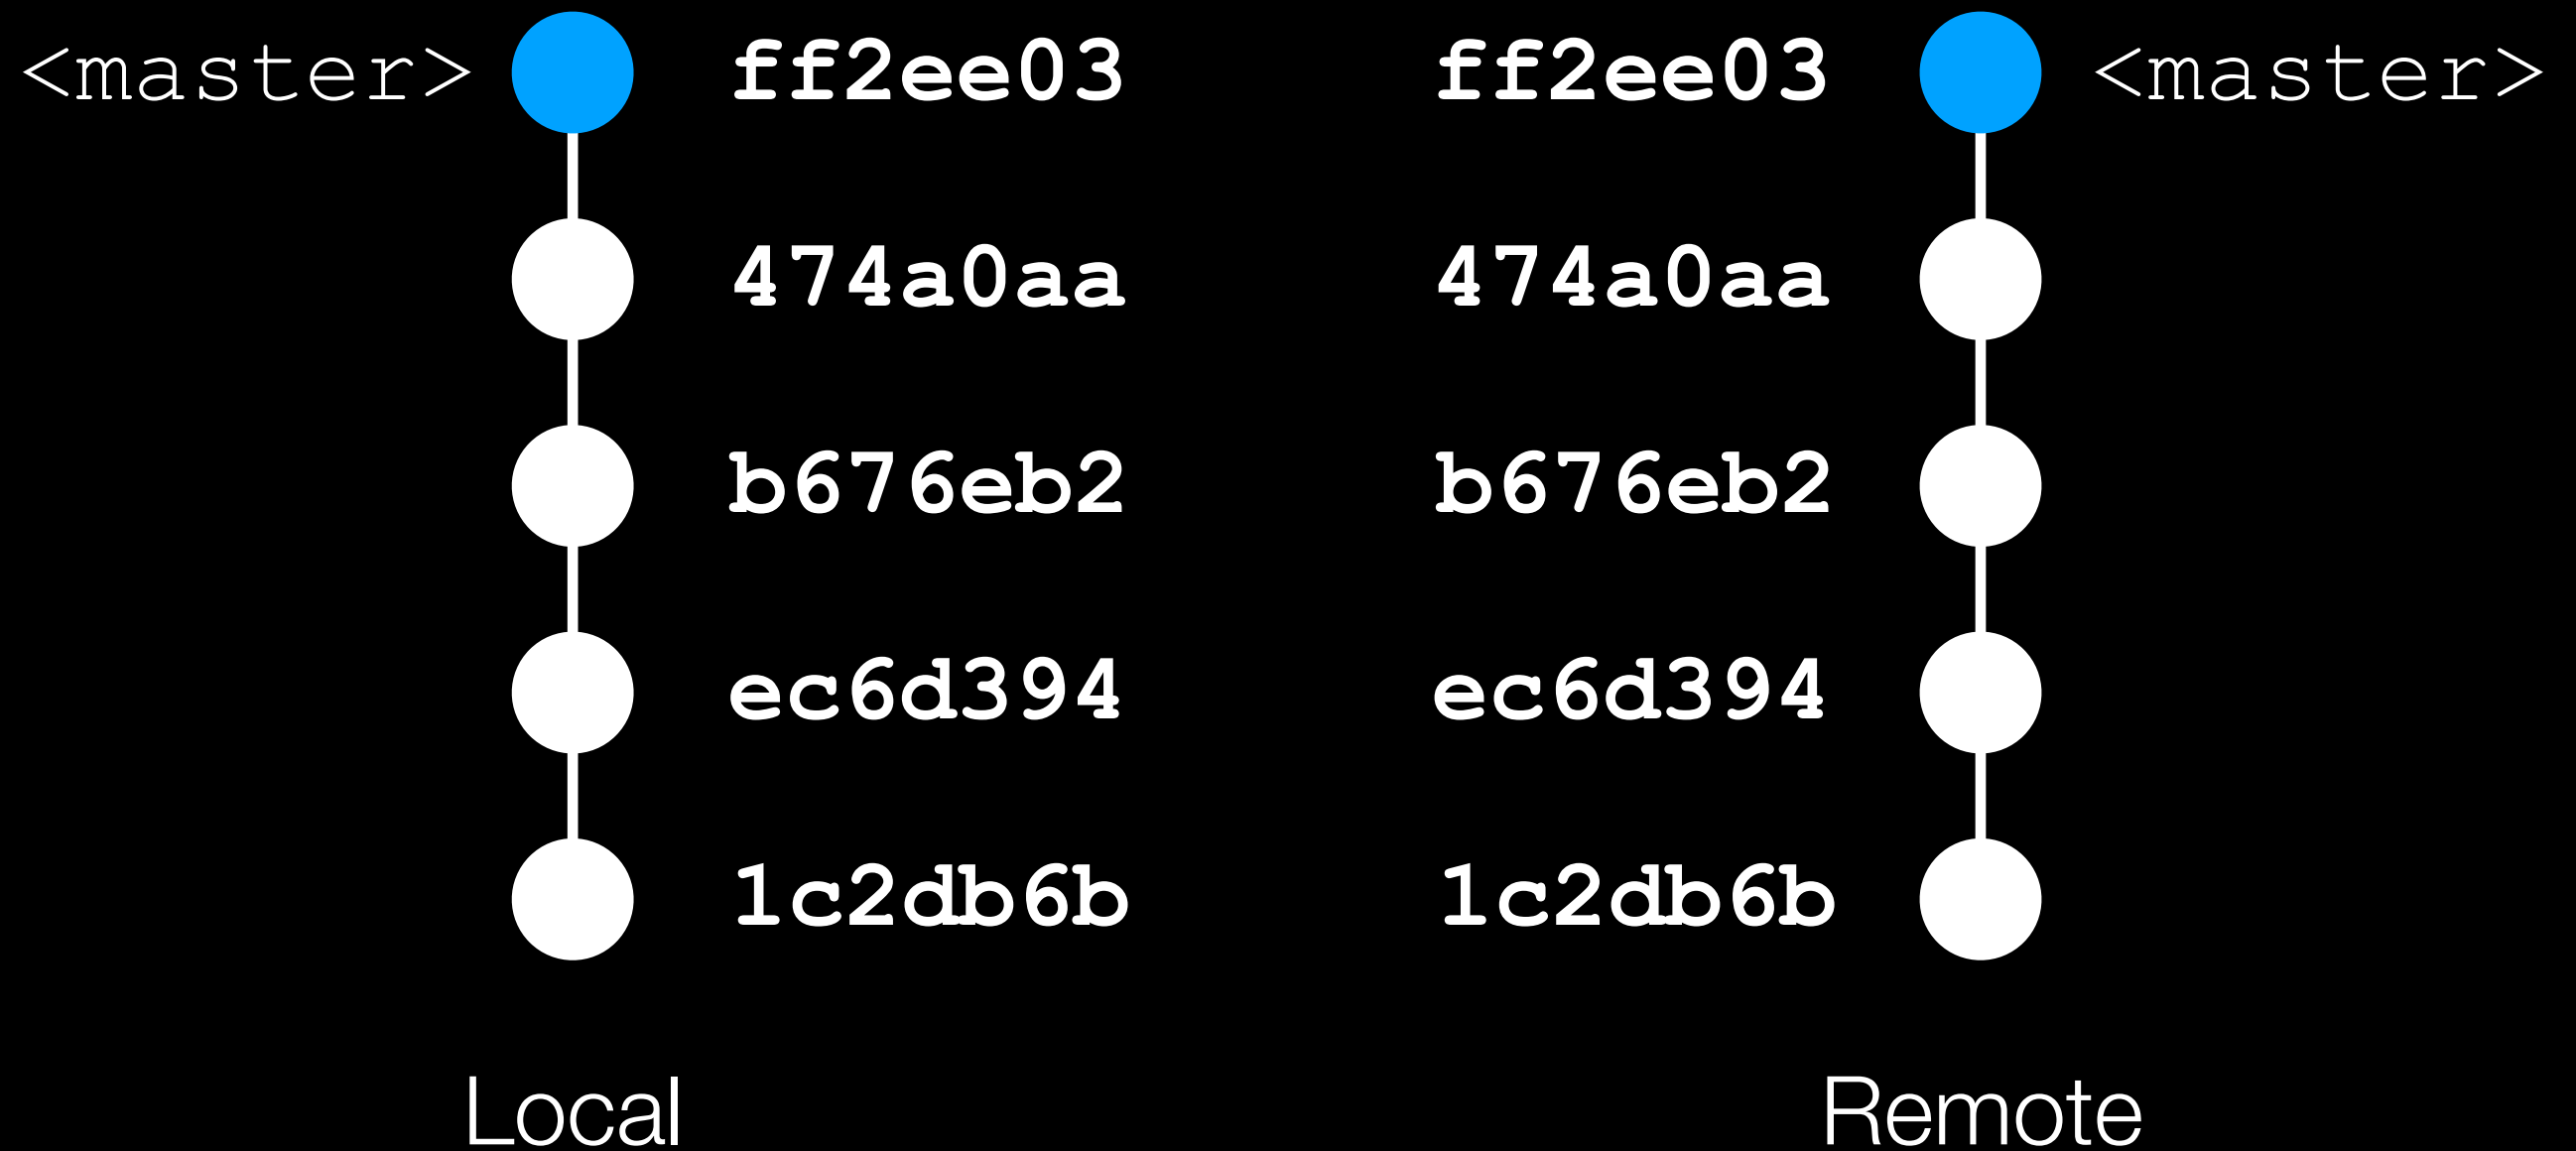 <master> ff2ee03 ff2ee03 <master>
474a0aa 474a0aa
b676eb2 b676eb2
ec6d394 ec6d394
1c2db6b 1c2db6b
Local Remote